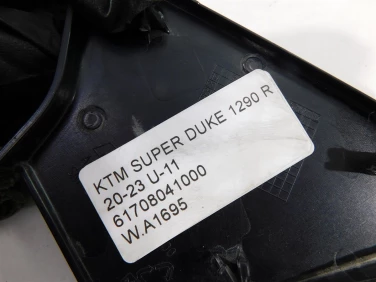 KTM SUPER DUKE 1290 R
20-23 U-11
61708041000
W.A1695